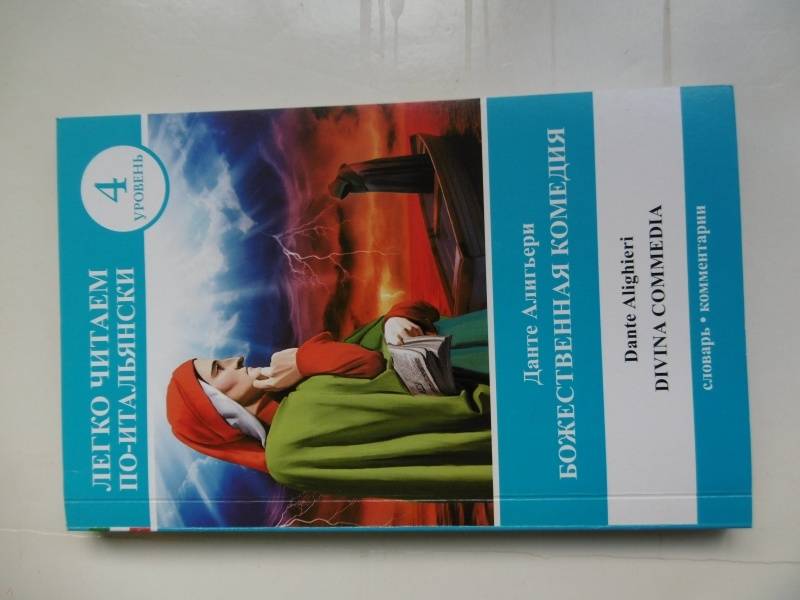 ЛЕГКО ЧИТАЕМ
ПО-ИТАЛЬЯНСКИ
4
УРОВЕНЬ
Данте Алигьери
БОЖЕСТВЕННАЯ КОМЕДИЯ
Dante Alighieri
DIVINA COMMEDIA
словарь • комментарии